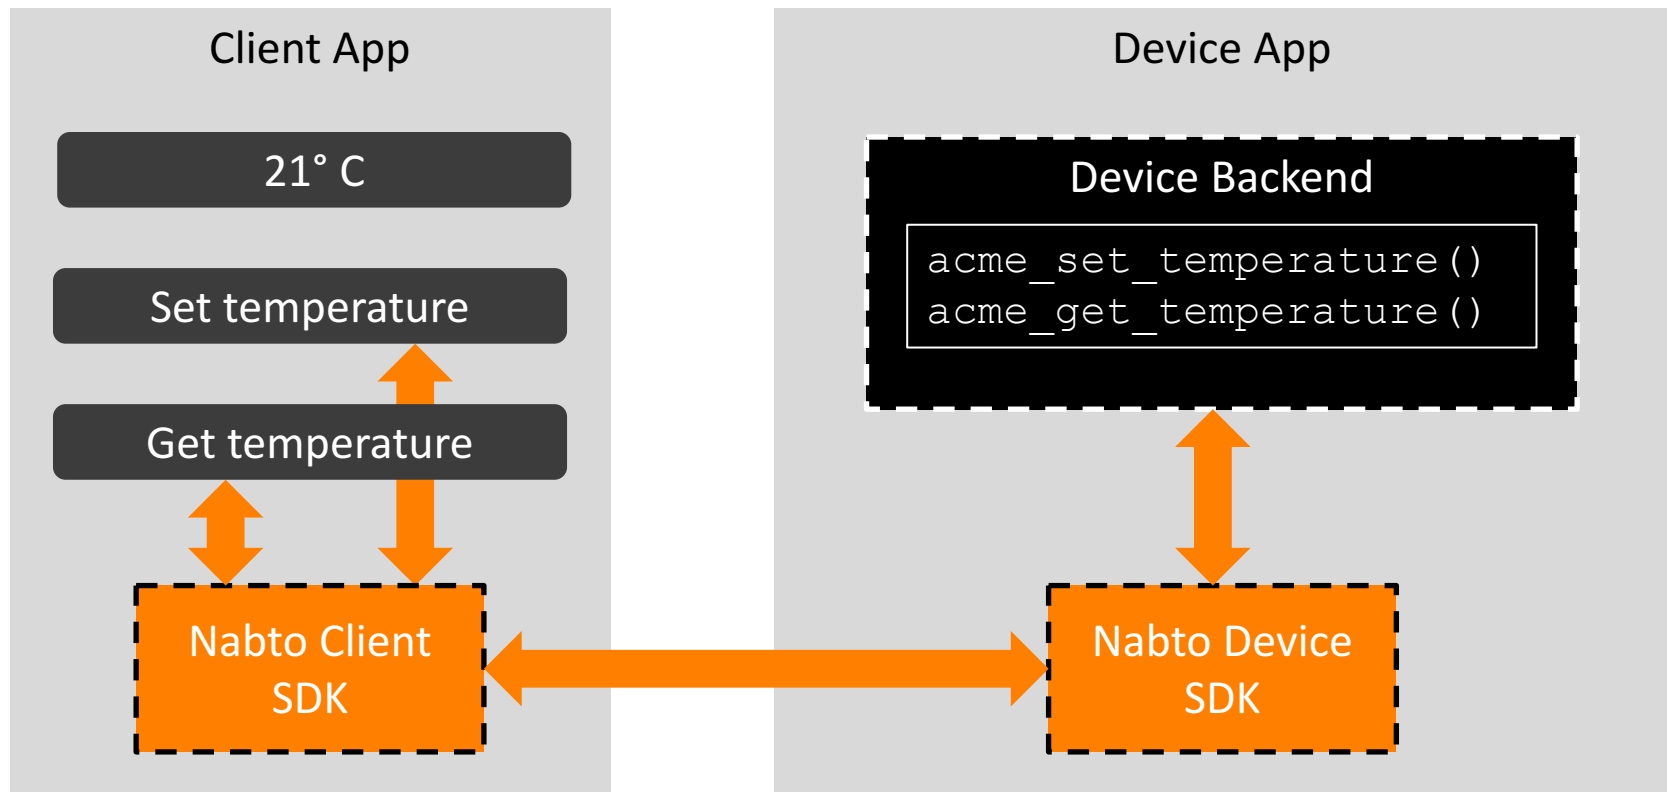 Client App
21° C
Set temperature
Get temperature
Nabto Client
SDK
Device App
Device Backend
acme_set_temperature()
acme_get_temperature()
Nabto Device
SDK